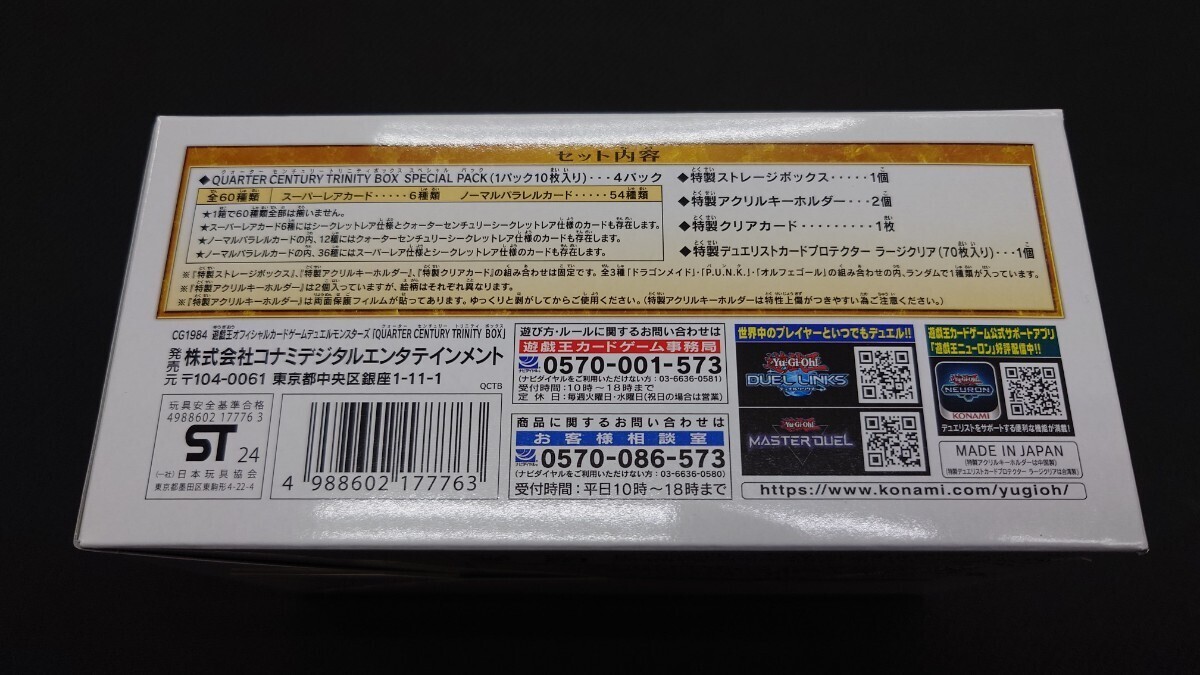 セット内容
◆QUARTER CENTURY TRINITY BOX SPECIAL PACK(1パック10枚入り)・・・4パック
全60種類 スーパーレアカード・・・・・6種類 ノーマルパラレルカード・・・・・54種類
★1箱で60種類全部は揃いません。
★スーパーレアカード6種にはシークレットレア仕様とクォーターセンチュリーシークレットレア仕様のカードも存在します。
★ノーマルパラレルカードの内、12種にはクォーターセンチュリーシークレットレア仕様のカードも存在します。
★ノーマルパラレルカードの内、36種にはスーパーレア仕様とシークレットレア仕様のカードも存在します。
◆特製ストレージボックス・・・・・1個
◆特製アクリルキーホルダー・・・2個
◆特製クリアカード・・・・・・・・・1枚
◆特製デュエリストカードプロテクター ラージクリア(70枚入り)・・・1個
※『特製ストレージボックス』、『特製アクリルキーホルダー』、『特製クリアカード』の組み合わせは固定です。全3種「ドラゴンメイド」・「P.U.N.K.」・「オルフェゴール」の組み合わせの内、ランダムで1種類が入っています。
※『特製アクリルキーホルダー』は2個入っていますが、絵柄はそれぞれ異なります。
※『特製アクリルキーホルダー』は両面保護フィルムが貼ってあります。ゆっくりと剥がしてからご使用ください。(特製アクリルキーホルダーは特性上傷がつきやすい為ご注意ください。)
CG1984 遊戯王オフィシャルカードゲームデュエルモンスターズ「QUARTER CENTURY TRINITY BOX」
発売元 株式会社コナミデジタルエンタテインメント
〒104-0061 東京都中央区銀座1-11-1
QCTB
玩具安全基準合格
4988602 17776 3
ST 24
(一社)日本玩具協会
東京都墨田区東駒形4-22-4
4 988602 177763
遊び方・ルールに関するお問い合わせは
遊戯王カードゲーム事務局
0570-001-573
(ナビダイヤルをご利用いただけない方:03-6636-0581)
受付時間:10時〜18時まで
定休日:毎週火曜日・水曜日(祝日の場合は営業)
商品に関するお問い合わせは
お客様相談室
0570-086-573
(ナビダイヤルをご利用いただけない方:03-6636-0580)
受付時間:平日10時〜18時まで
世界中のプレイヤーといつでもデュエル!!
Yu-Gi-Oh!
DUEL LINKS
Yu-Gi-Oh!
MASTER DUEL
遊戯王カードゲーム公式サポートアプリ
「遊戯王ニューロン」好評配信中!!
Yu-Gi-Oh!
NEURON
KONAMI
デュエリストをサポートする便利な機能が満載!
MADE IN JAPAN
(特製アクリルキーホルダーは中国製)
(特製デュエリストカードプロテクター ラージクリアは台湾製)
https://www.konami.com/yugioh/